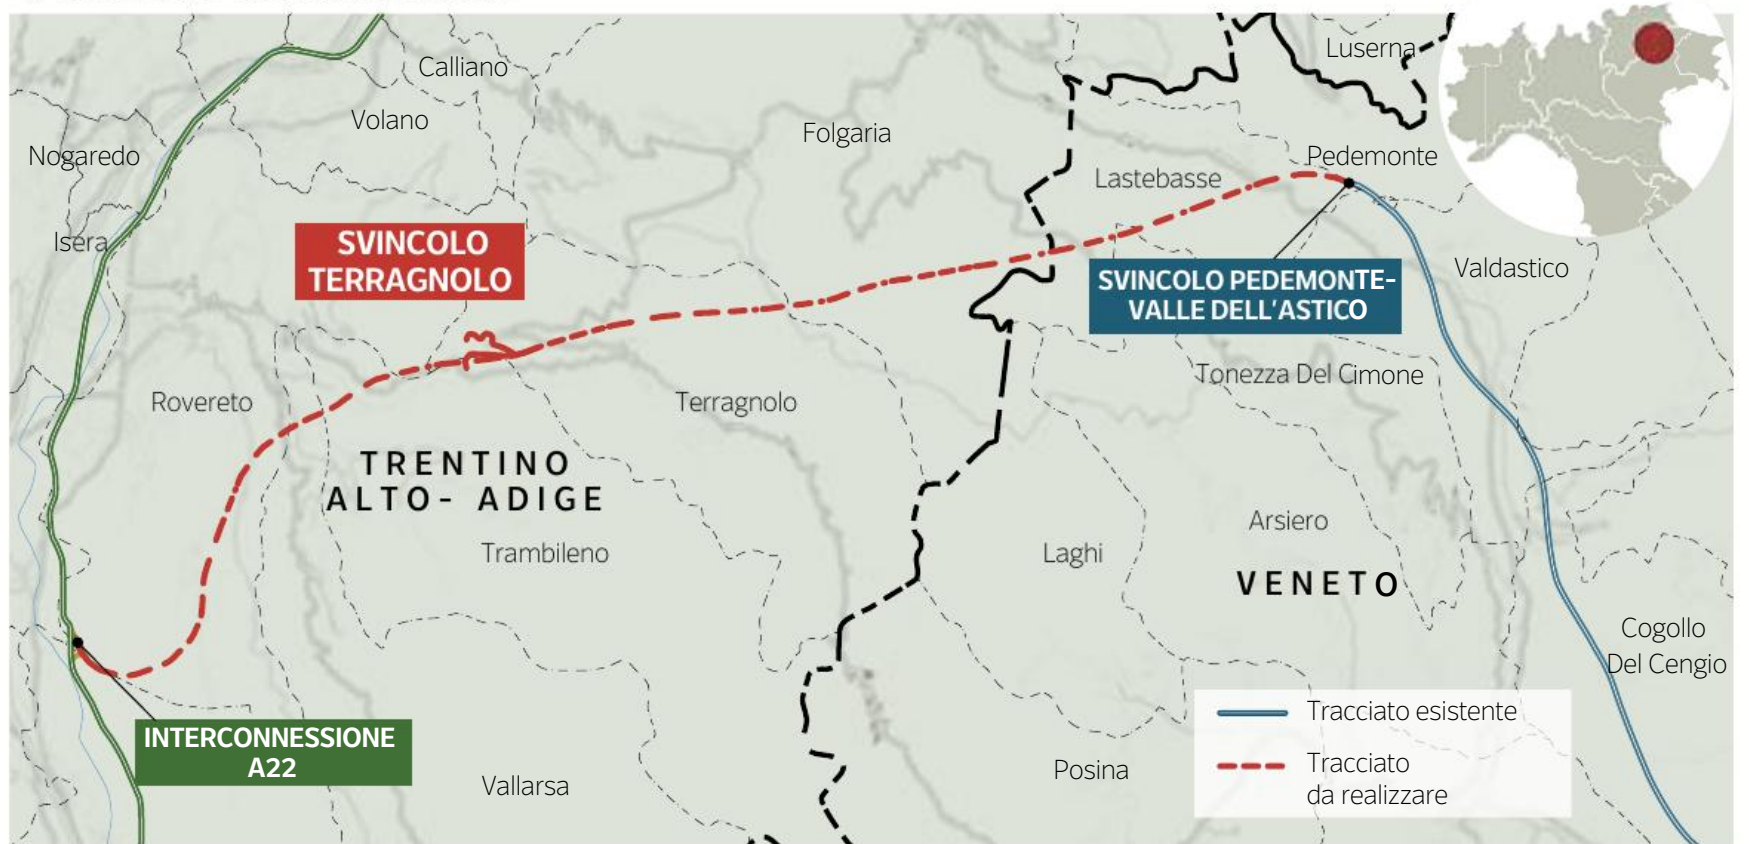 Luserna
Calliano
Volano
Folgaria
Nogaredo
Pedemonte
Lastebasse
Isera
SVINCOLO
TERRAGNOLO
SVINCOLO PEDEMONTE-
VALLE DELL'ASTICO
Valdastico
Tonezza Del Cimone
Rovereto
Terragnolo
TRENTINO
ALTO- ADIGE
Arsiero
Trambileno
Laghi
VENETO
Cogollo
Del Cengio
INTERCONNESSIONE
A22
Vallarsa
Posina
Tracciato esistente
Tracciato
da realizzare